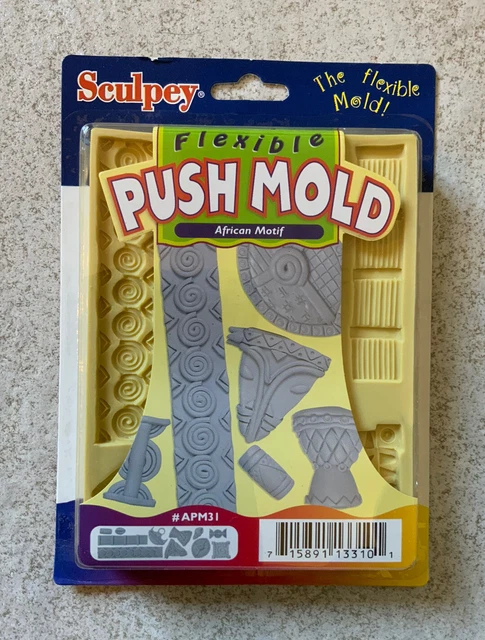 Sculpey®
The flexible
Mold!
Flexible
PUSH MOLD
African Motif
#APM31
7 15891 13310 1